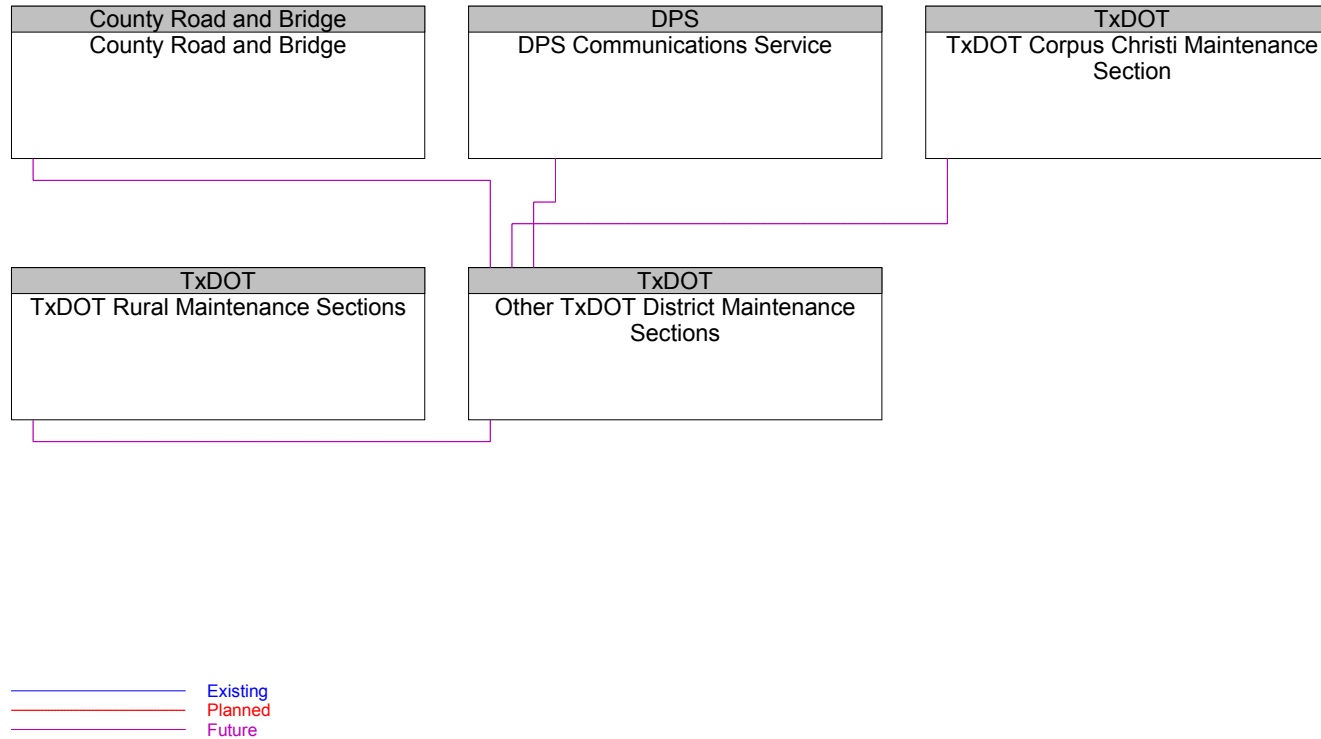 County Road and Bridge
County Road and Bridge
DPS
DPS Communications Service
TxDOT
TxDOT Corpus Christi Maintenance
Section
TxDOT
TxDOT Rural Maintenance Sections
TxDOT
Other TxDOT District Maintenance
Sections
Existing
Planned
Future